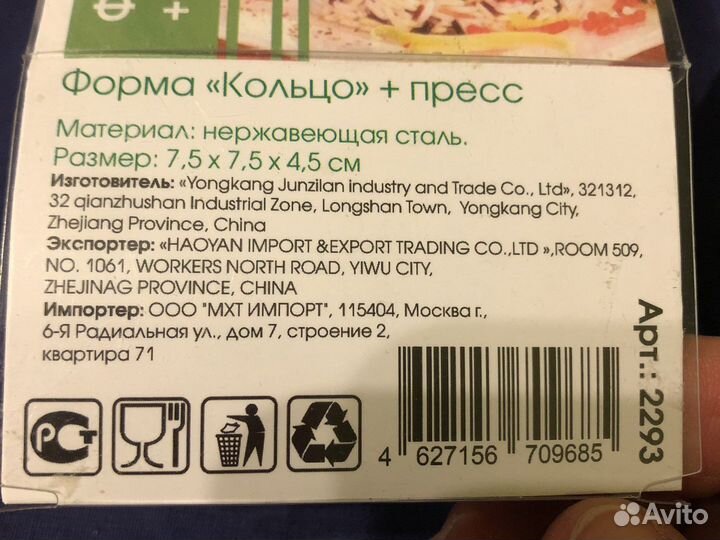 Форма «Кольцо» + пресс
Материал: нержавеющая сталь.
Размер: 7,5 x 7,5 x 4,5 см
Изготовитель: «Yongkang Junzilan industry and Trade Co., Ltd», 321312,
32 qianzhushan Industrial Zone, Longshan Town, Yongkang City,
Zhejiang Province, China
Экспортер: «HAOYAN IMPORT &EXPORT TRADING CO.,LTD »,ROOM 509,
NO. 1061, WORKERS NORTH ROAD, YIWU CITY,
ZHEJINAG PROVINCE, CHINA
Импортер: ООО "МХТ ИМПОРТ", 115404, Москва г.,
6-Я Радиальная ул., дом 7, строение 2,
квартира 71
Арт.: 2293
РСТ
4 627156 709685
Avito